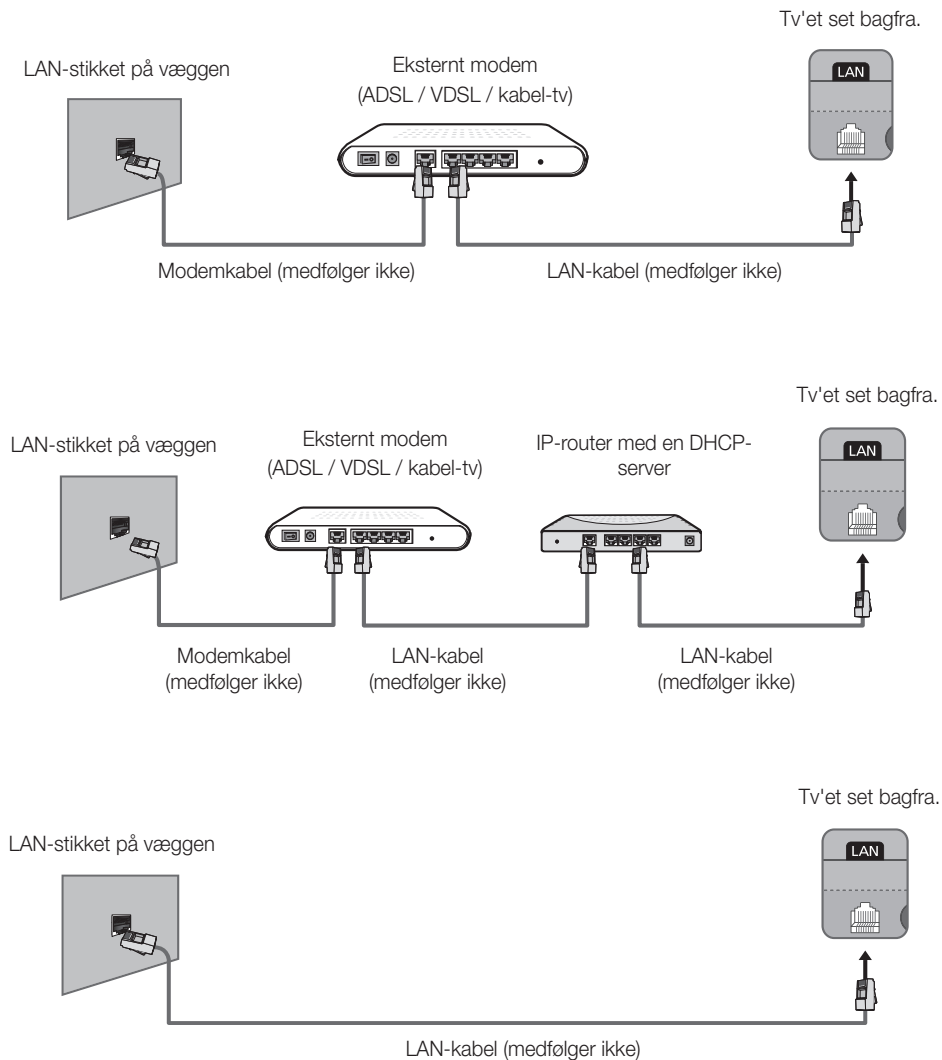 Tv'et set bagfra.
LAN-stikket på væggen
Eksternt modem
(ADSL / VDSL / kabel-tv)
LAN
Modemkabel (medfølger ikke)
LAN-kabel (medfølger ikke)
Tv'et set bagfra.
LAN-stikket på væggen
Eksternt modem
(ADSL / VDSL / kabel-tv)
IP-router med en DHCP-
server
LAN
Modemkabel
(medfølger ikke)
LAN-kabel
(medfølger ikke)
LAN-kabel
(medfølger ikke)
Tv'et set bagfra.
LAN-stikket på væggen
LAN
LAN-kabel (medfølger ikke)